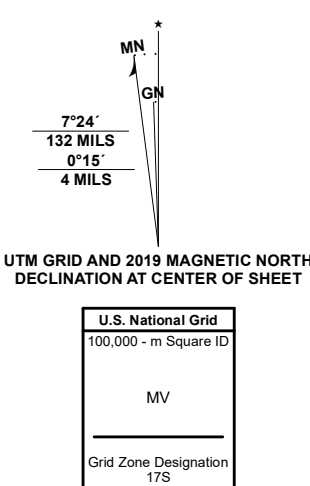 ★
MN
GN
7°24´
132 MILS
0°15´
4 MILS
UTM GRID AND 2019 MAGNETIC NORTH
DECLINATION AT CENTER OF SHEET
U.S. National Grid
100,000 - m Square ID
MV
Grid Zone Designation
17S